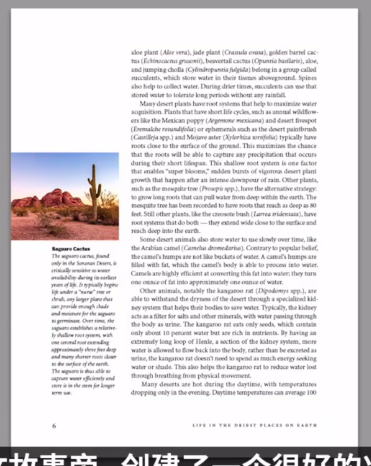 aloe plant (Aloe vera), jade plant (Crassula ovata), golden barrel cac-
tus (Echinocactus grusonii), beavertail cactus (Opuntia basilaris), aloe,
and jumping cholla (Cylindropuntia fulgida) belong in a group called
succulents, which store water in their tissues aboveground. Spines
also help to collect water. During drier times, succulents can use that
stored water to tolerate long periods without any rainfall.
Many desert plants have root systems that help to maximize water
acquisition. Plants that have short life cycles, such as annual wildflow-
ers like the Mexican poppy (Argemone mexicana) and desert fivespot
(Eremalche rotundifolia) or ephemerals such as the desert paintbrush
(Castilleja spp.) and Mojave aster (Xylorhiza tortifolia) typically have
roots close to the surface of the ground. This maximizes the chance
that the roots will be able to capture any precipitation that occurs
during their short lifespan. This shallow root system is one factor
that enables "super blooms," sudden bursts of vigorous desert plant
growth that happen after an intense downpour of rain. Other plants,
such as the mesquite tree (Prosopis spp.), have the alternative strategy:
to grow long roots that can pull water from deep within the earth. The
mesquite tree has been recorded to have roots that reach as deep as 80
feet. Still other plants, like the creosote bush (Larrea tridentata), have
root systems that do both — they extend wide close to the surface and
reach deep into the earth.
Some desert animals also store water to use slowly over time, like
the Arabian camel (Camelus dromedarius). Contrary to popular belief,
the camel's humps are not like buckets of water. A camel's humps are
filled with fat, which the camel's body is able to process into water.
Camels are highly efficient at converting this fat into water; they turn
one ounce of fat into approximately one ounce of water.
Other animals, notably the kangaroo rat (Dipodomys spp.), are
able to withstand the dryness of the desert through a specialized kid-
ney system that helps their bodies to save water. Typically, the kidney
acts as a filter for salts and other minerals, with water passing through
the body as urine. The kangaroo rat eats only seeds, which contain
only about 10 percent water but are rich in nutrients. By having an
extremely long loop of Henle, a section of the kidney system, more
water is allowed to flow back into the body, rather than be excreted as
urine, the kangaroo rat doesn't need to spend as much energy seeking
water or shade. This also helps the kangaroo rat to reduce water lost
through breathing from physical movement.
Many deserts are hot during the daytime, with temperatures
dropping only in the evening. Daytime temperatures can average 100
Saguaro Cactus
The saguaro cactus, found
only in the Sonoran Desert, is
critically sensitive to water
availability during its earliest
years of life. It typically begins
life under a "nurse" tree or
shrub, any larger plant that
can provide enough shade
and moisture for the saguaro
to germinate. Over time, the
saguaro establishes a relative-
ly shallow root system, with
one central root extending
approximately three feet deep
and many shorter roots closer
to the surface of the earth.
The saguaro is thus able to
capture water efficiently and
store it in the stem for longer
term use.
6
LIFE IN THE DRIEST PLACES ON EARTH
故事亭 创建了一个很好的